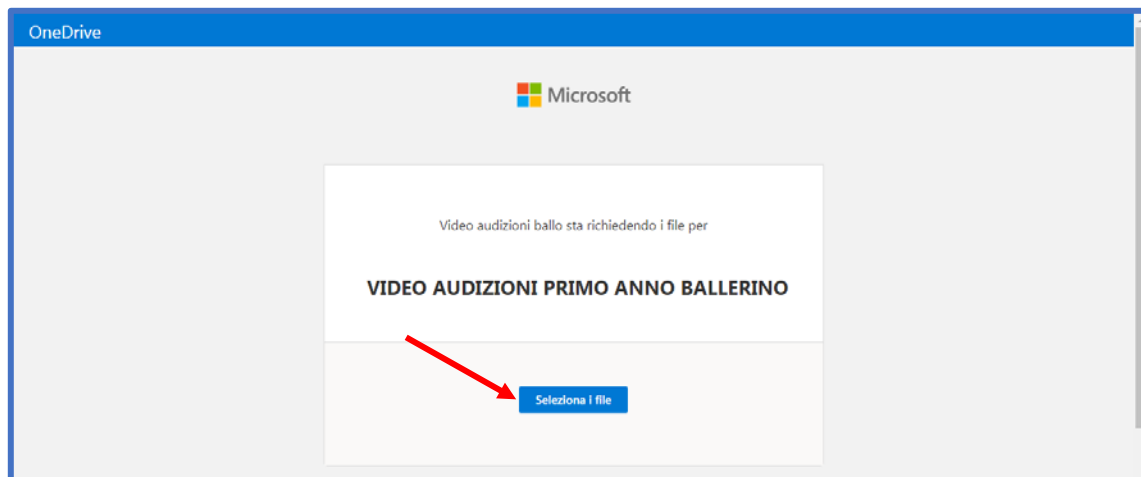 OneDrive
Microsoft
Video audizioni ballo sta richiedendo i file per
VIDEO AUDIZIONI PRIMO ANNO BALLERINO
Seleziona i file